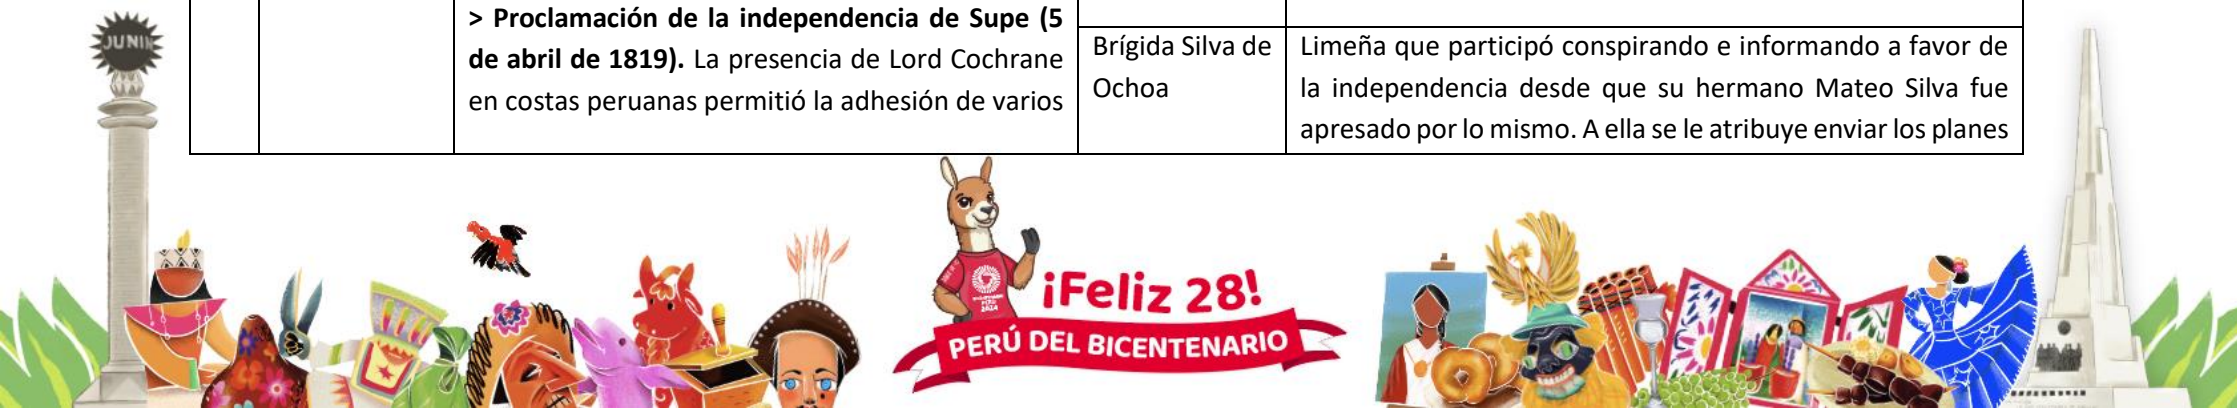 > Proclamación de la independencia de Supe (5
de abril de 1819). La presencia de Lord Cochrane
en costas peruanas permitió la adhesión de varios
Brígida Silva de
Ochoa
Limeña que participó conspirando e informando a favor de
la independencia desde que su hermano Mateo Silva fue
apresado por lo mismo. A ella se le atribuye enviar los planes
JUNIN
¡Feliz 28!
PERÚ DEL BICENTENARIO